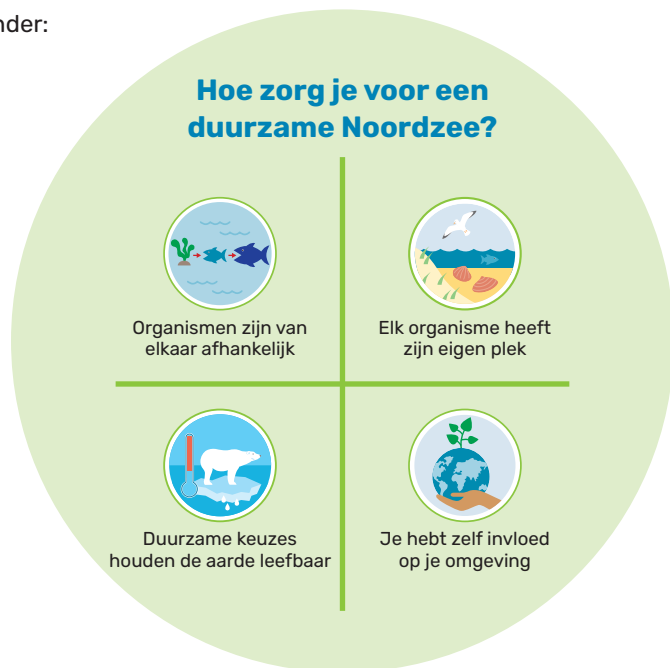 nder:
Hoe zorg je voor een
duurzame Noordzee?
Organismen zijn van
elkaar afhankelijk
Elk organisme heeft
zijn eigen plek
Duurzame keuzes
houden de aarde leefbaar
Je hebt zelf invloed
op je omgeving